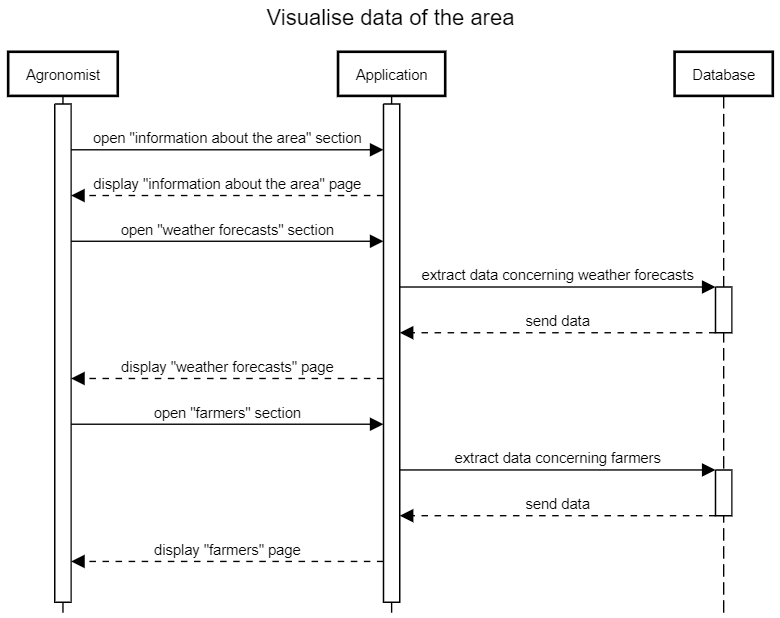 Visualise data of the area
Agronomist
Application
Database
open "information about the area" section
display "information about the area" page
open "weather forecasts" section
extract data concerning weather forecasts
send data
display "weather forecasts" page
open "farmers" section
extract data concerning farmers
send data
display "farmers" page